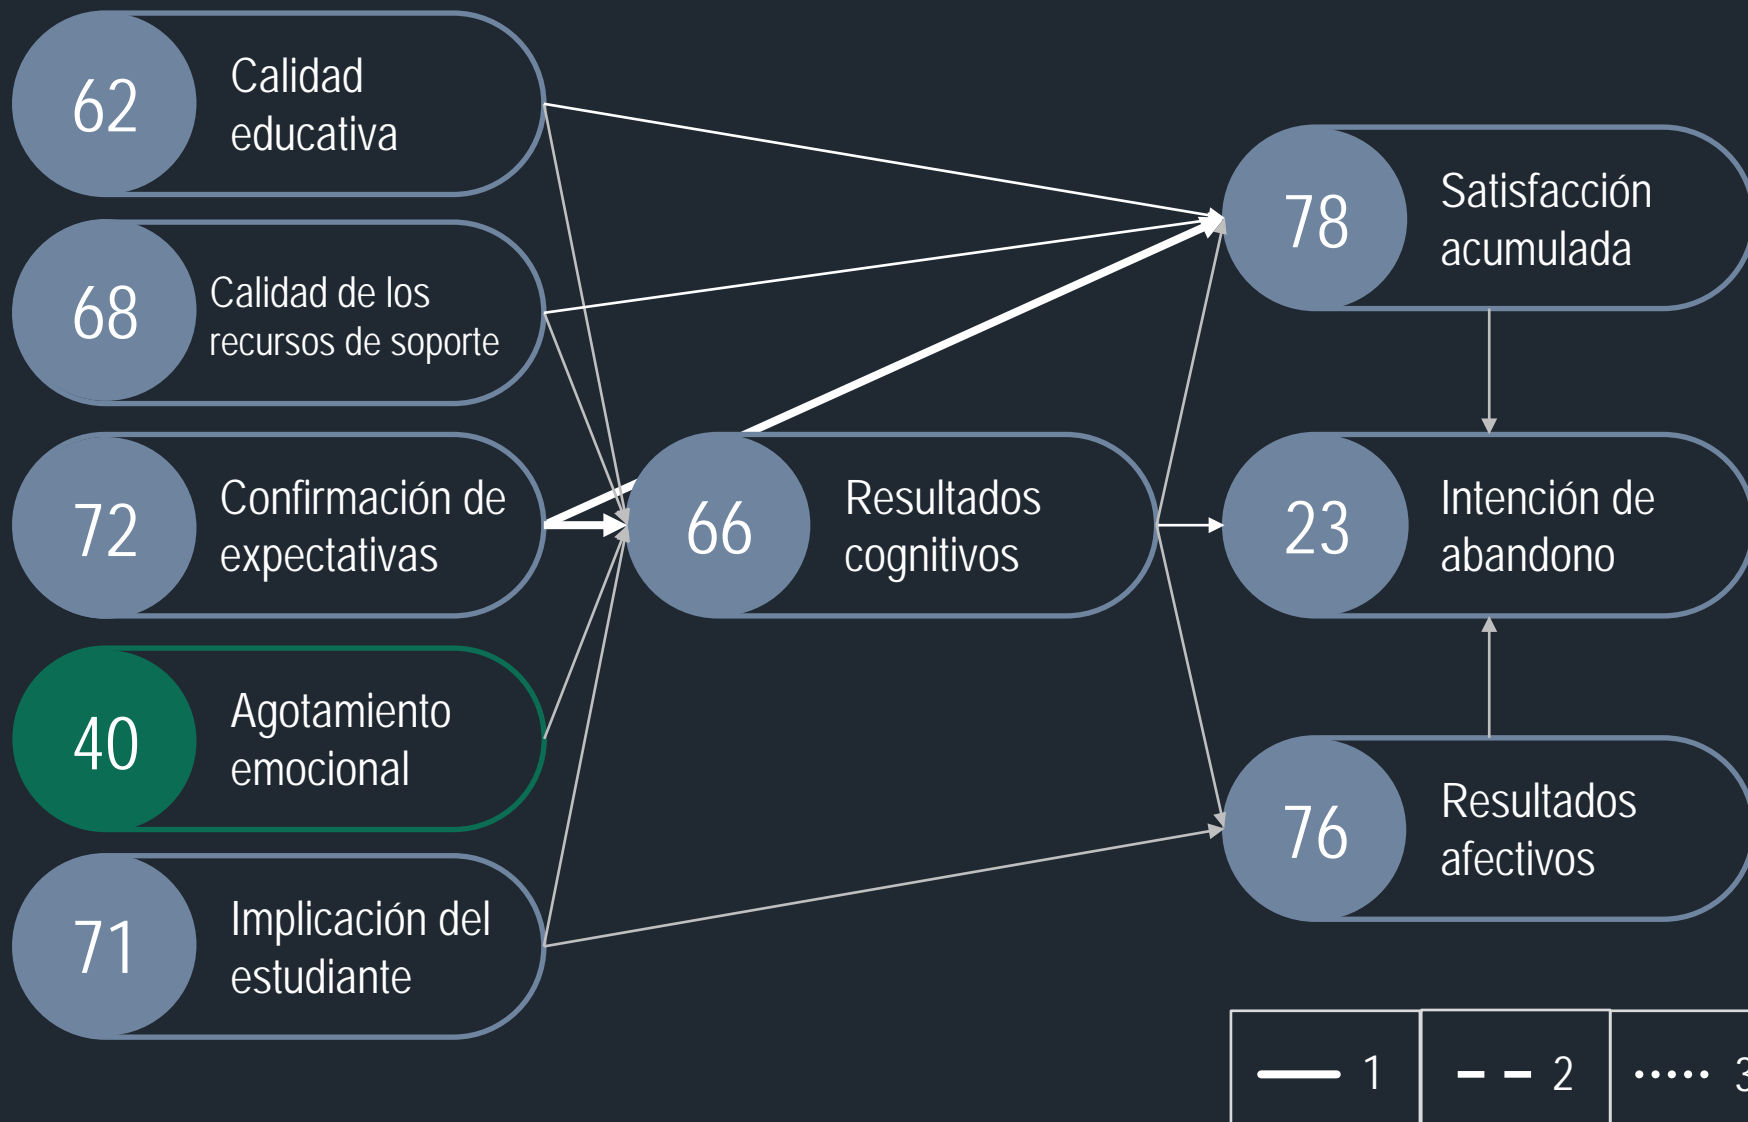 62
Calidad
educativa
68
Calidad de los
recursos de soporte
72
Confirmación de
expectativas
40
Agotamiento
emocional
71
Implicación del
estudiante
66
Resultados
cognitivos
78
Satisfacción
acumulada
23
Intención de
abandono
76
Resultados
afectivos
1
2
3